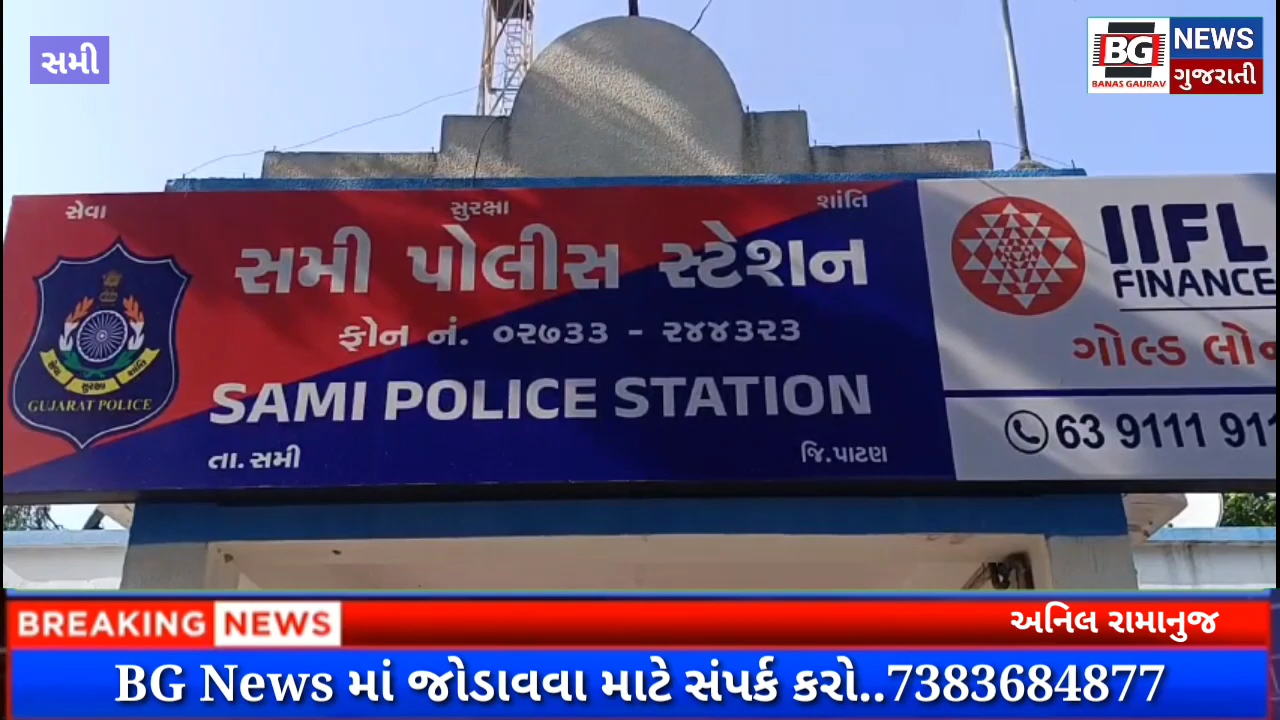 સમી
BG
BANAS GAURAV
NEWS
ગુજરાતી
સેવા સુરક્ષા શાંતિ
સમી પોલીસ સ્ટેશન
ફોન નં. ૦૨૭૩૩ - ૨૪૪૩૨૩
SAMI POLICE STATION
તા. સમી જિ. પાટણ
સેવા સુરક્ષા શાંતિ
GUJARAT POLICE
IIFL
FINANCE
ગોલ્ડ
63 9111 91
BREAKING NEWS
અનિલ રામાનુજ
BG News માં જોડાવવા માટે સંપર્ક કરો..7383684877